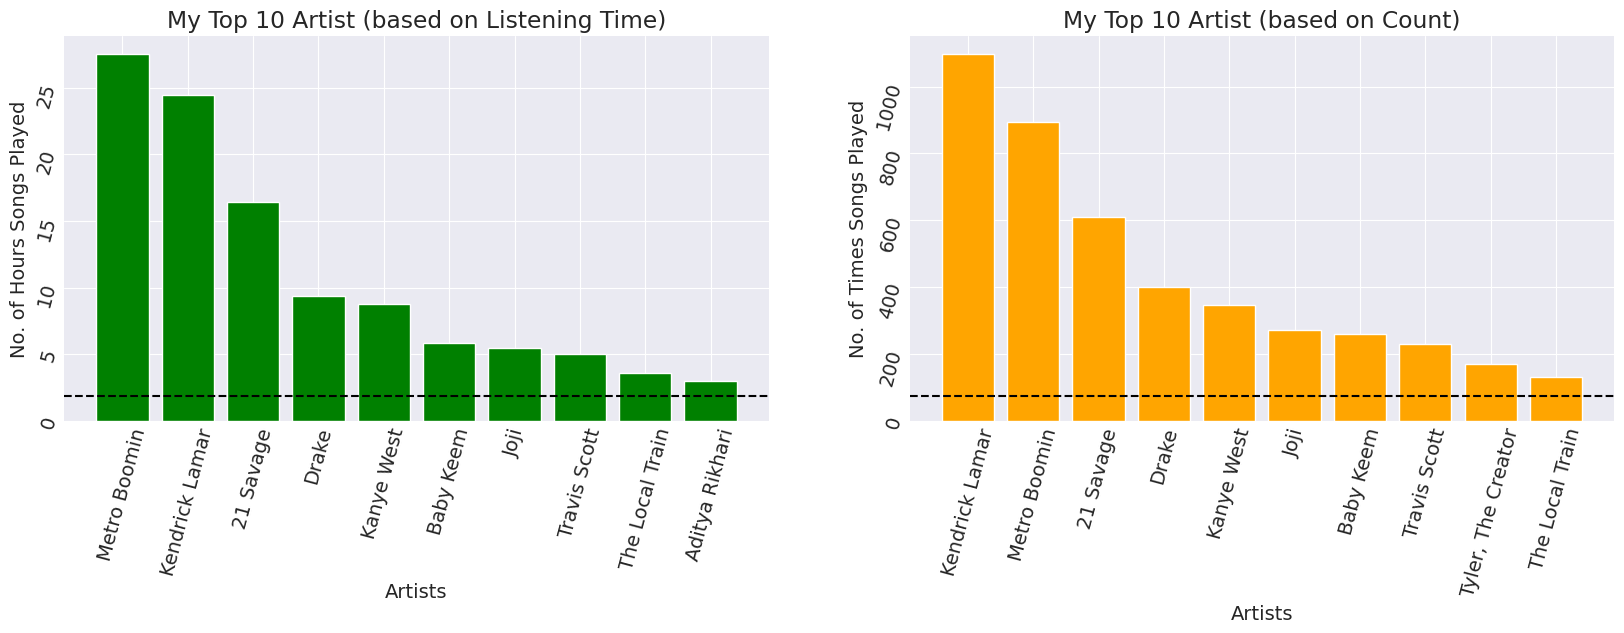 My Top 10 Artist (based on Listening Time)
No. of Hours Songs Played
25
20
15
10
5
0
Metro Boomin
Kendrick Lamar
21 Savage
Drake
Kanye West
Baby Keem
Joji
Travis Scott
The Local Train
Aditya Rikhari
Artists
My Top 10 Artist (based on Count)
No. of Times Songs Played
1000
800
600
400
200
0
Kendrick Lamar
Metro Boomin
21 Savage
Drake
Kanye West
Joji
Baby Keem
Travis Scott
Tyler, The Creator
The Local Train
Artists